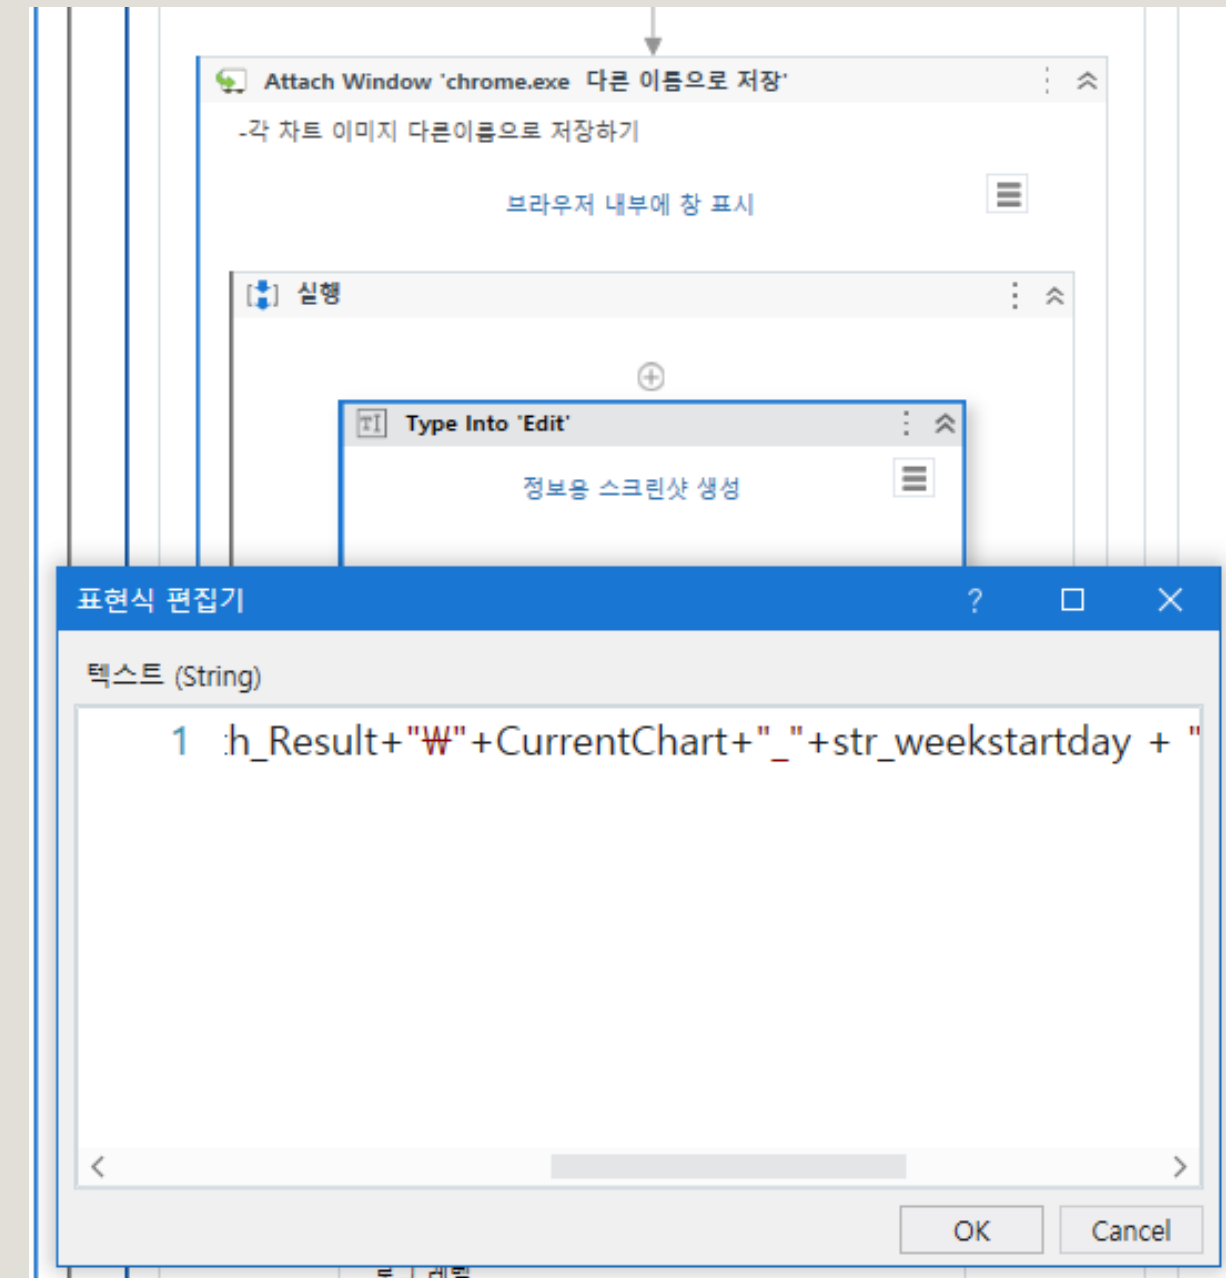 Attach Window 'chrome.exe 다른 이름으로 저장'
-각 차트 이미지 다른이름으로 저장하기
브라우저 내부에 창 표시
실행
Type Into 'Edit'
정보용 스크린샷 생성
표현식 편집기
텍스트 (String)
1 h_Result+"₩"+CurrentChart+"_"+str_weekstartday + "
OK Cancel